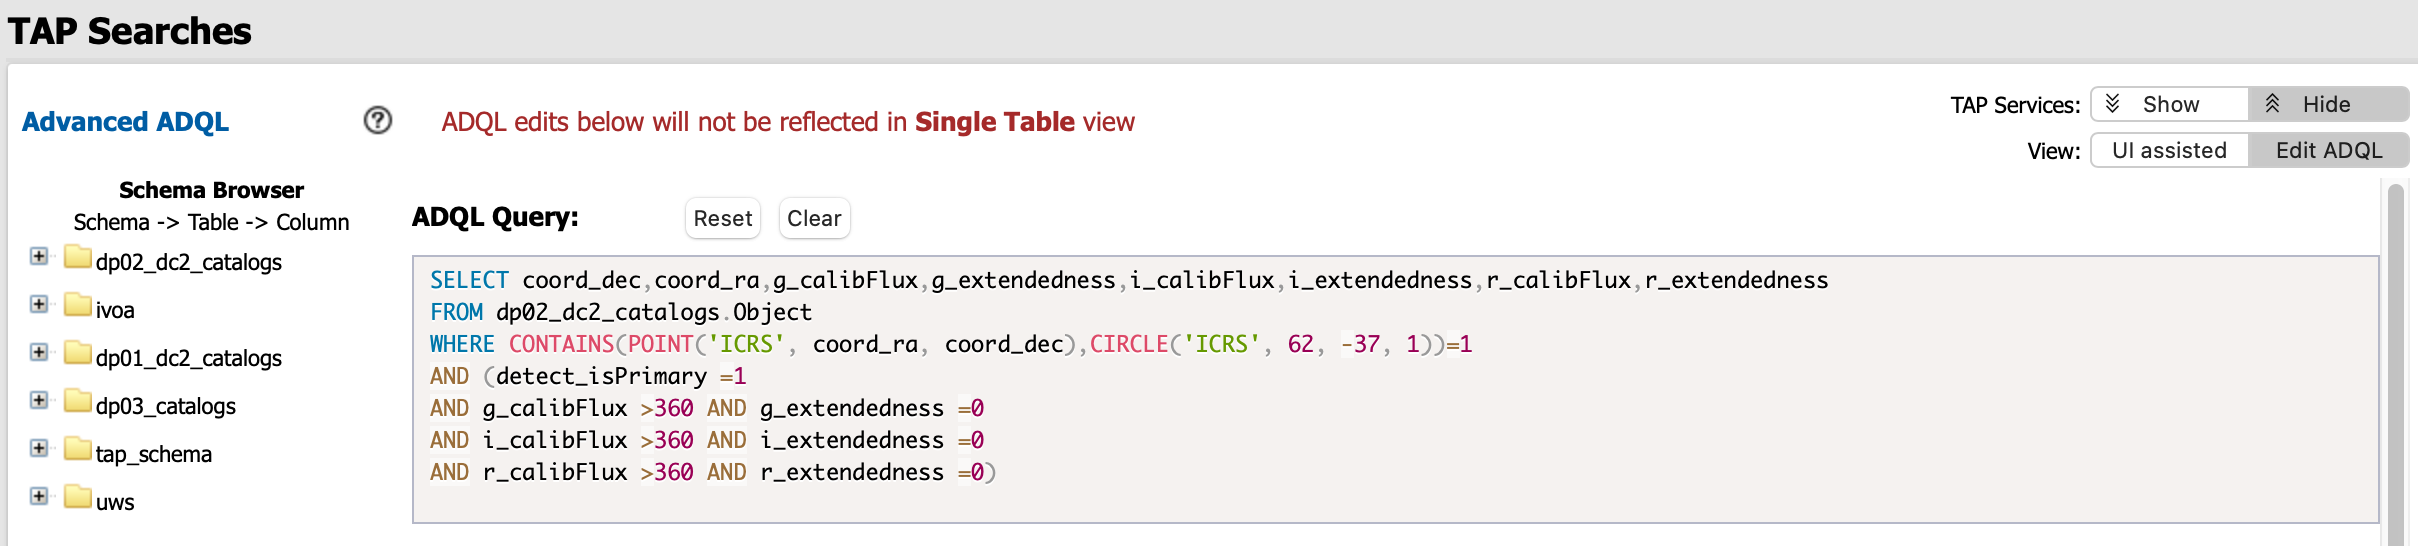 TAP Searches
Advanced ADQL
ADQL edits below will not be reflected in Single Table view
TAP Services: Show Hide
View: UI assisted Edit ADQL
Schema Browser
Schema -> Table -> Column
dp02_dc2_catalogs
ivoa
dp01_dc2_catalogs
dp03_catalogs
tap_schema
uws
ADQL Query: Reset Clear
SELECT coord_dec,coord_ra,g_calibFlux,g_extendedness,i_calibFlux,i_extendedness,r_calibFlux,r_extendedness
FROM dp02_dc2_catalogs.Object
WHERE CONTAINS(POINT('ICRS', coord_ra, coord_dec),CIRCLE('ICRS', 62, -37, 1))=1
AND (detect_isPrimary =1
AND g_calibFlux >360 AND g_extendedness =0
AND i_calibFlux >360 AND i_extendedness =0
AND r_calibFlux >360 AND r_extendedness =0)